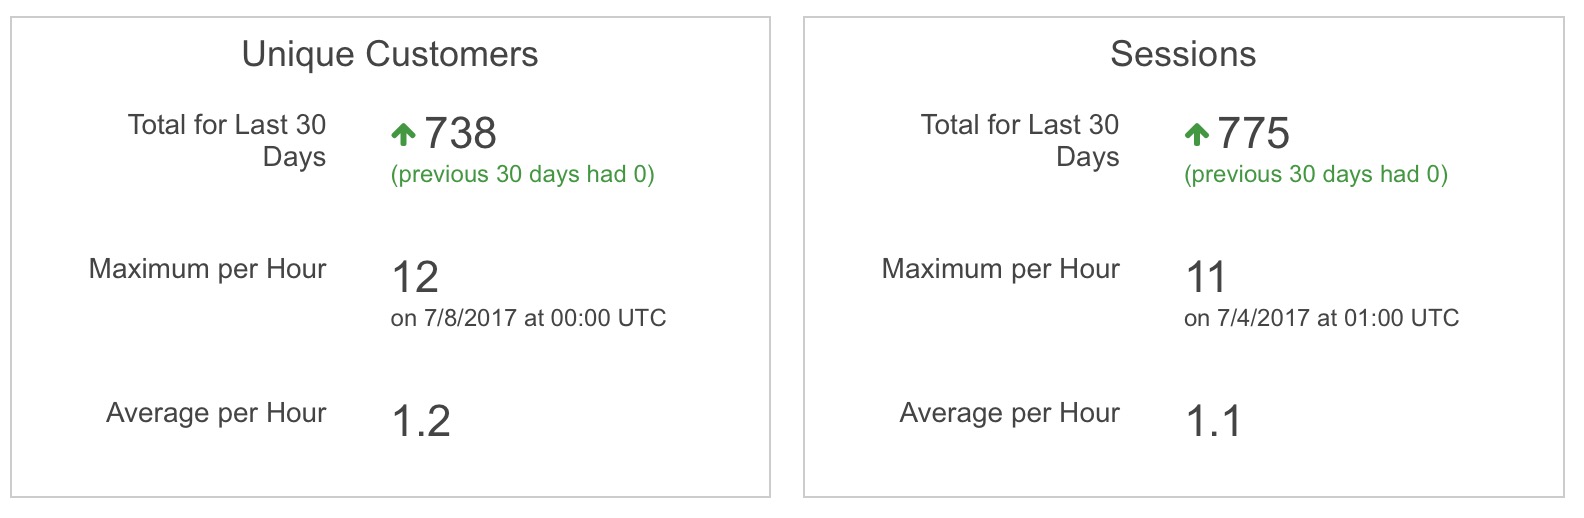 Unique Customers
Total for Last 30
Days
738
(previous 30 days had 0)
Maximum per Hour
12
on 7/8/2017 at 00:00 UTC
Average per Hour
1.2
Sessions
Total for Last 30
Days
775
(previous 30 days had 0)
Maximum per Hour
11
on 7/4/2017 at 01:00 UTC
Average per Hour
1.1